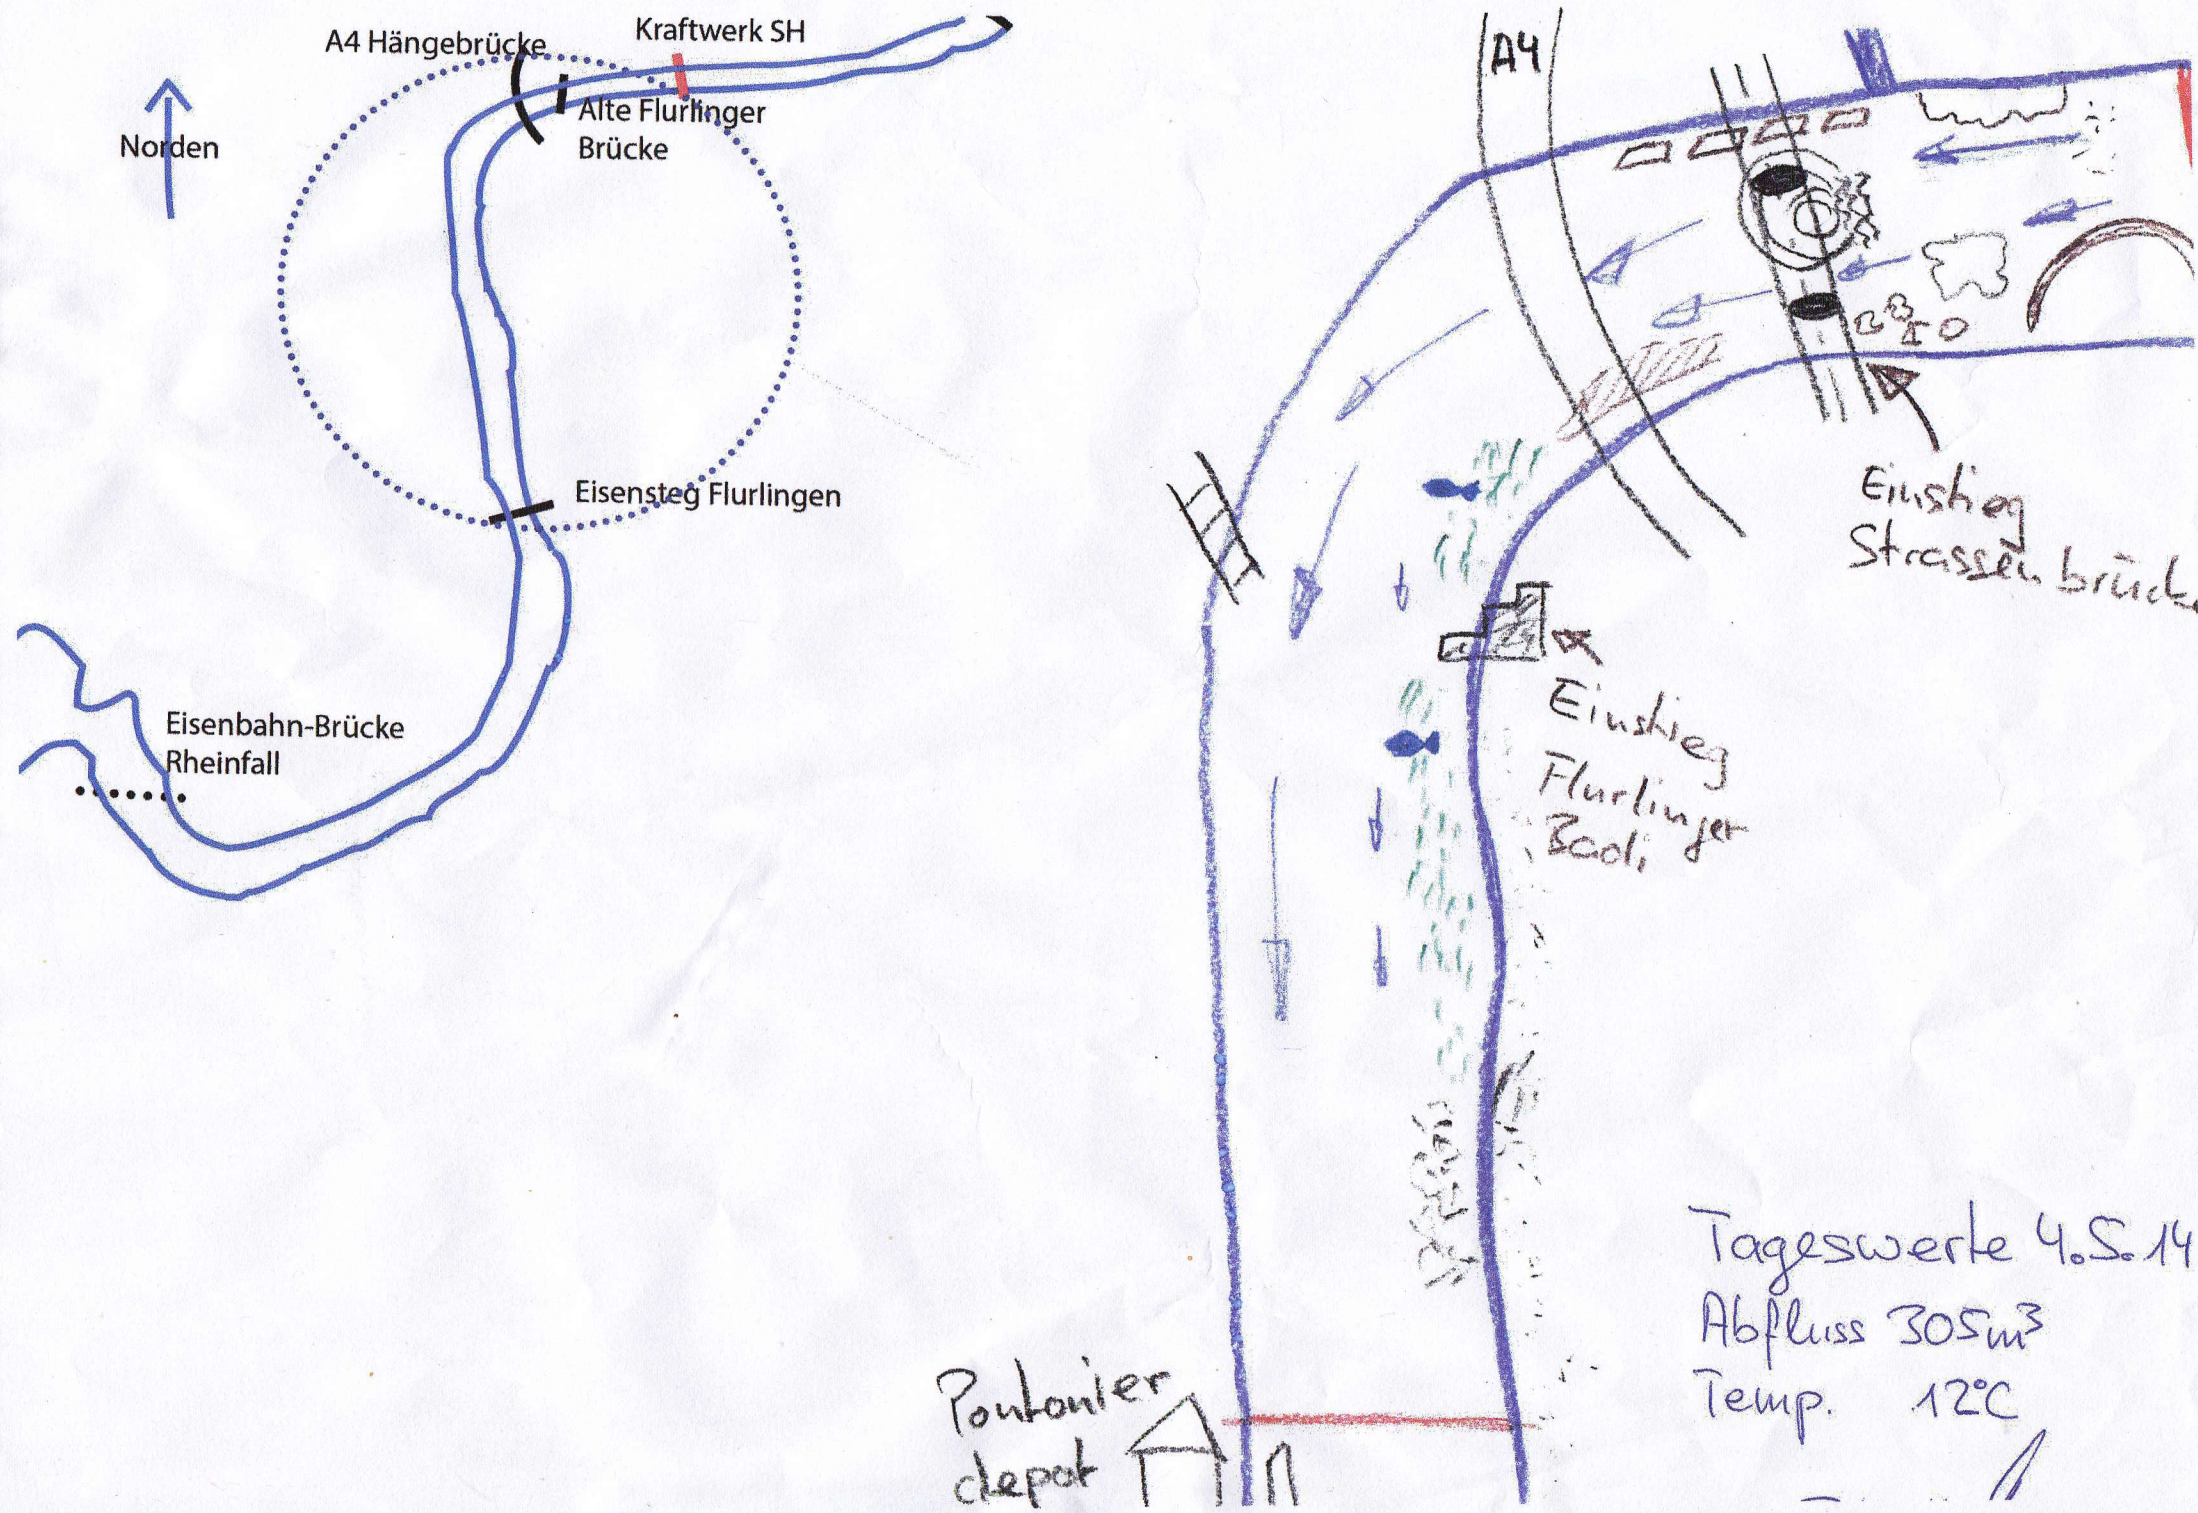 A4 Hängebrücke
Kraftwerk SH
Alte Flurlinger
Brücke
Norden
Eisensteg Flurlingen
Eisenbahn-Brücke
Rheinfall
A4
Einstieg
Strassenbrücke
Einstieg
Flurlinger
Badi
Pontonier
depot
Tageswerte 4.5.14
Abfluss 305m³
Temp. 12°C